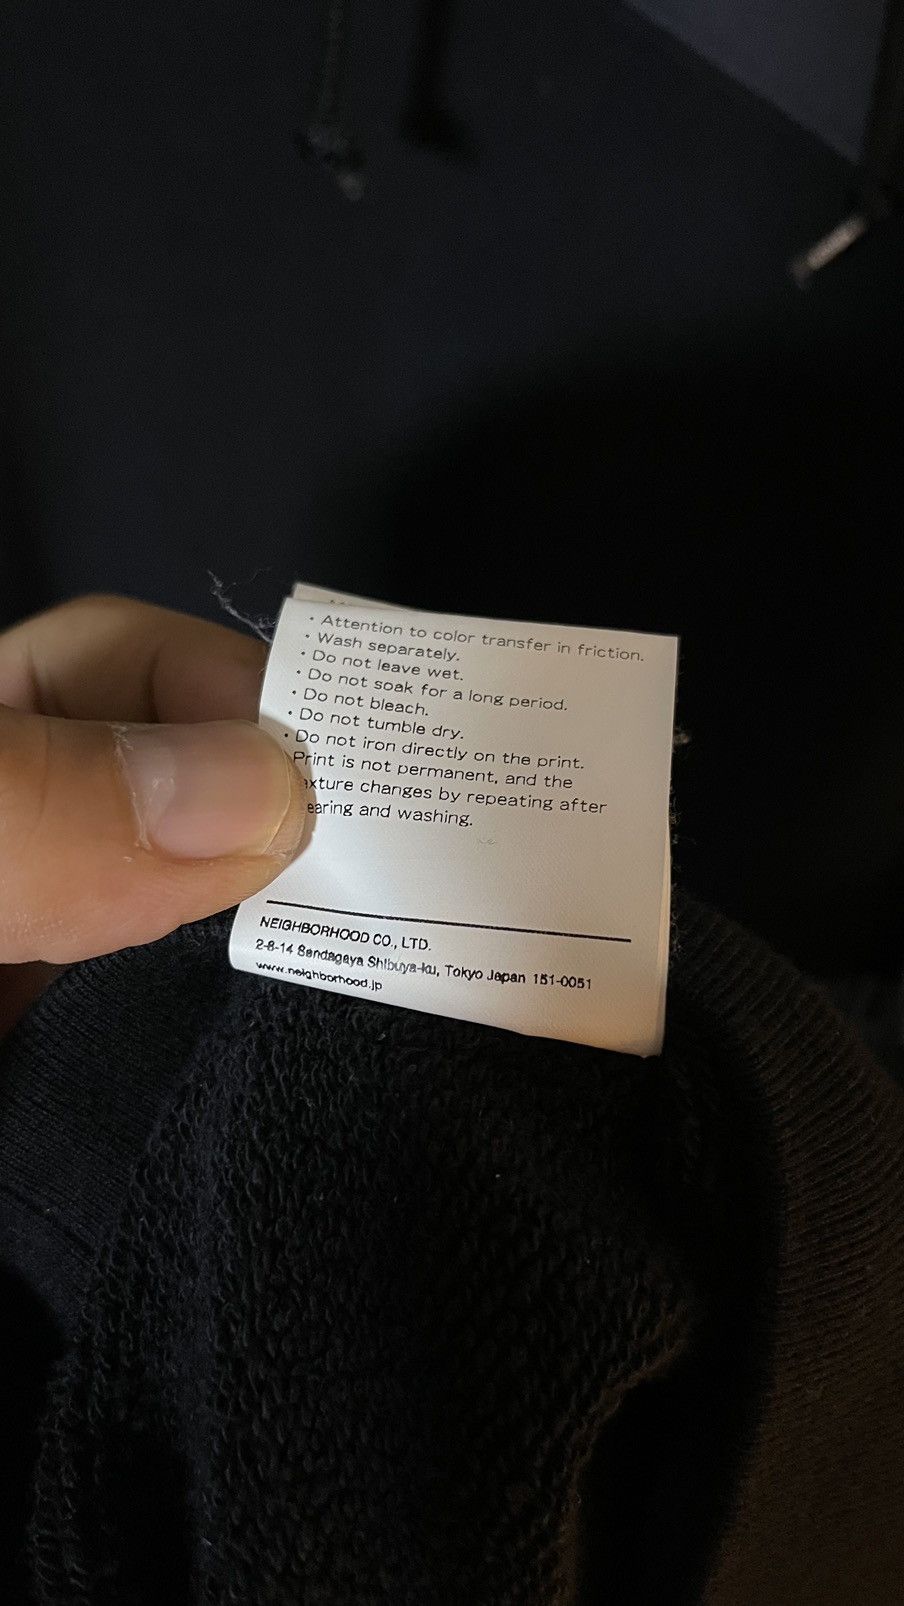 ・Attention to color transfer in friction.
・Wash separately.
・Do not leave wet.
・Do not soak for a long period.
・Do not bleach.
・Do not tumble dry.
・Do not iron directly on the print.
Print is not permanent, and the
exture changes by repeating after
earing and washing.
NEIGHBORHOOD CO., LTD.
2-8-14 Sendagaya Shibuya-ku, Tokyo Japan 151-0051
www.neighborhood.jp